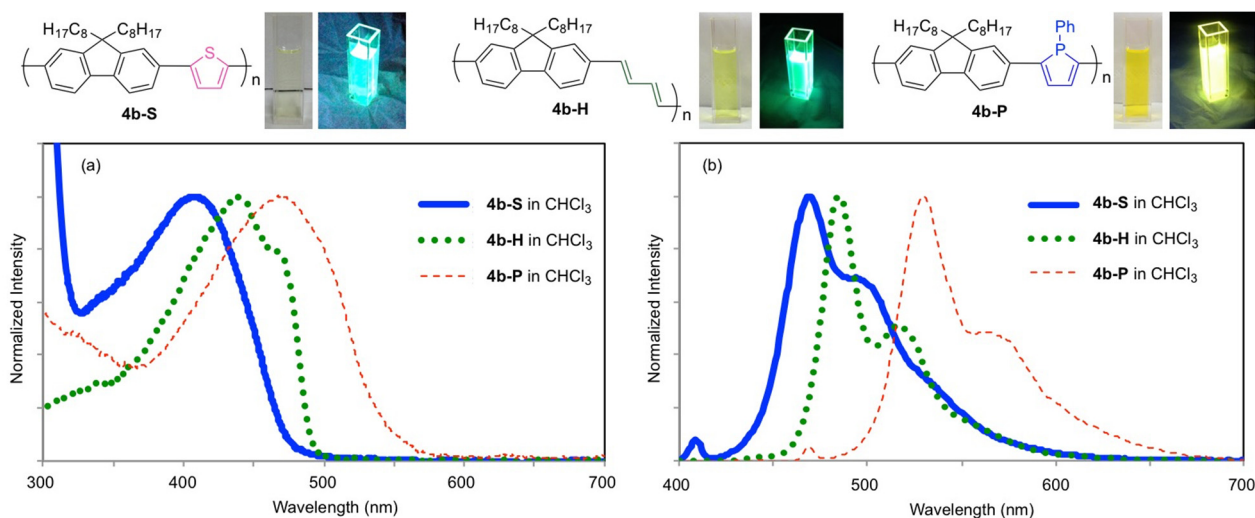 H₁₇C₈ C₈H₁₇
S
n
4b-S
H₁₇C₈ C₈H₁₇
n
4b-H
H₁₇C₈ C₈H₁₇
Ph
P
n
4b-P
(a)
4b-S in CHCl₃
4b-H in CHCl₃
4b-P in CHCl₃
Normalized Intensity
300 400 500 600 700
Wavelength (nm)
(b)
4b-S in CHCl₃
4b-H in CHCl₃
4b-P in CHCl₃
Normalized Intensity
400 500 600 700
Wavelength (nm)